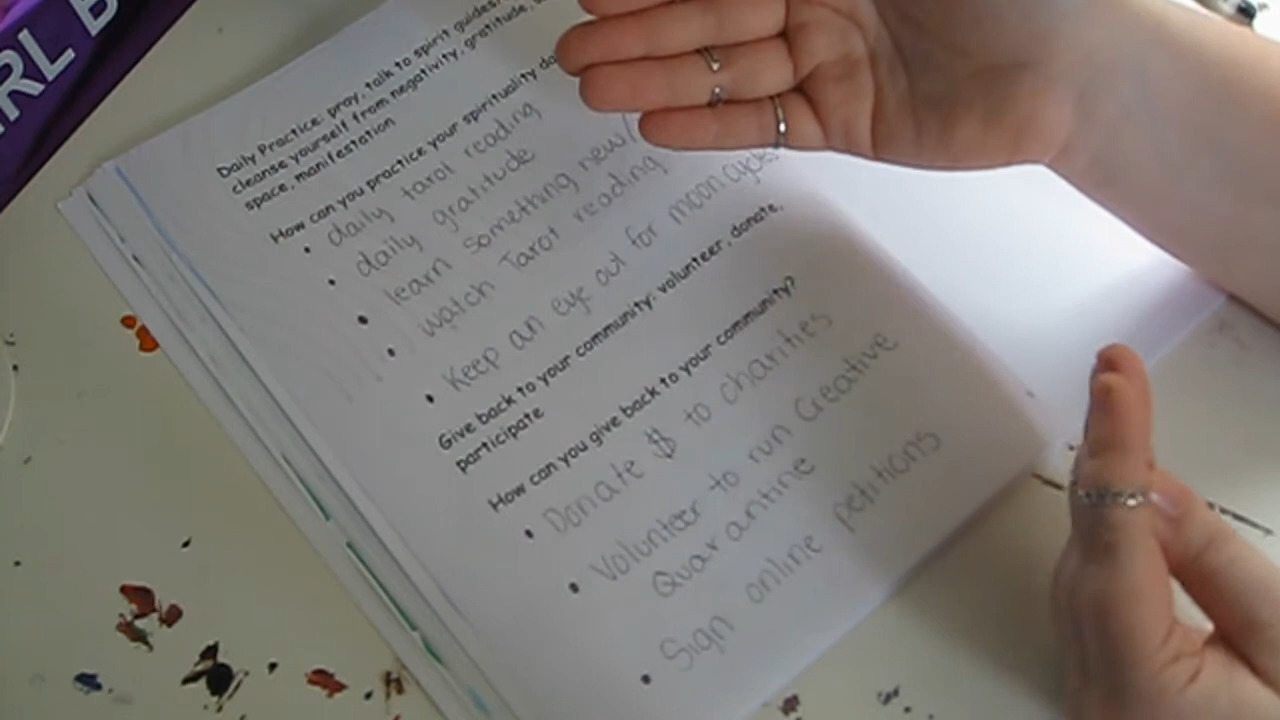 RL B
Daily Practice: pray, talk to spirit guides,
cleanse yourself from negativity, gratitude,
space, manifestation
How can you practice your spirituality
• daily tarot reading
• daily gratitude
• learn something new/
• watch Tarot reading
• Keep an eye out for moon cycles
Give back to your community: volunteer, donate,
participate
How can you give back to your community?
• Donate $ to charities
• Volunteer to run Creative
Quarantine
• Sign online petitions